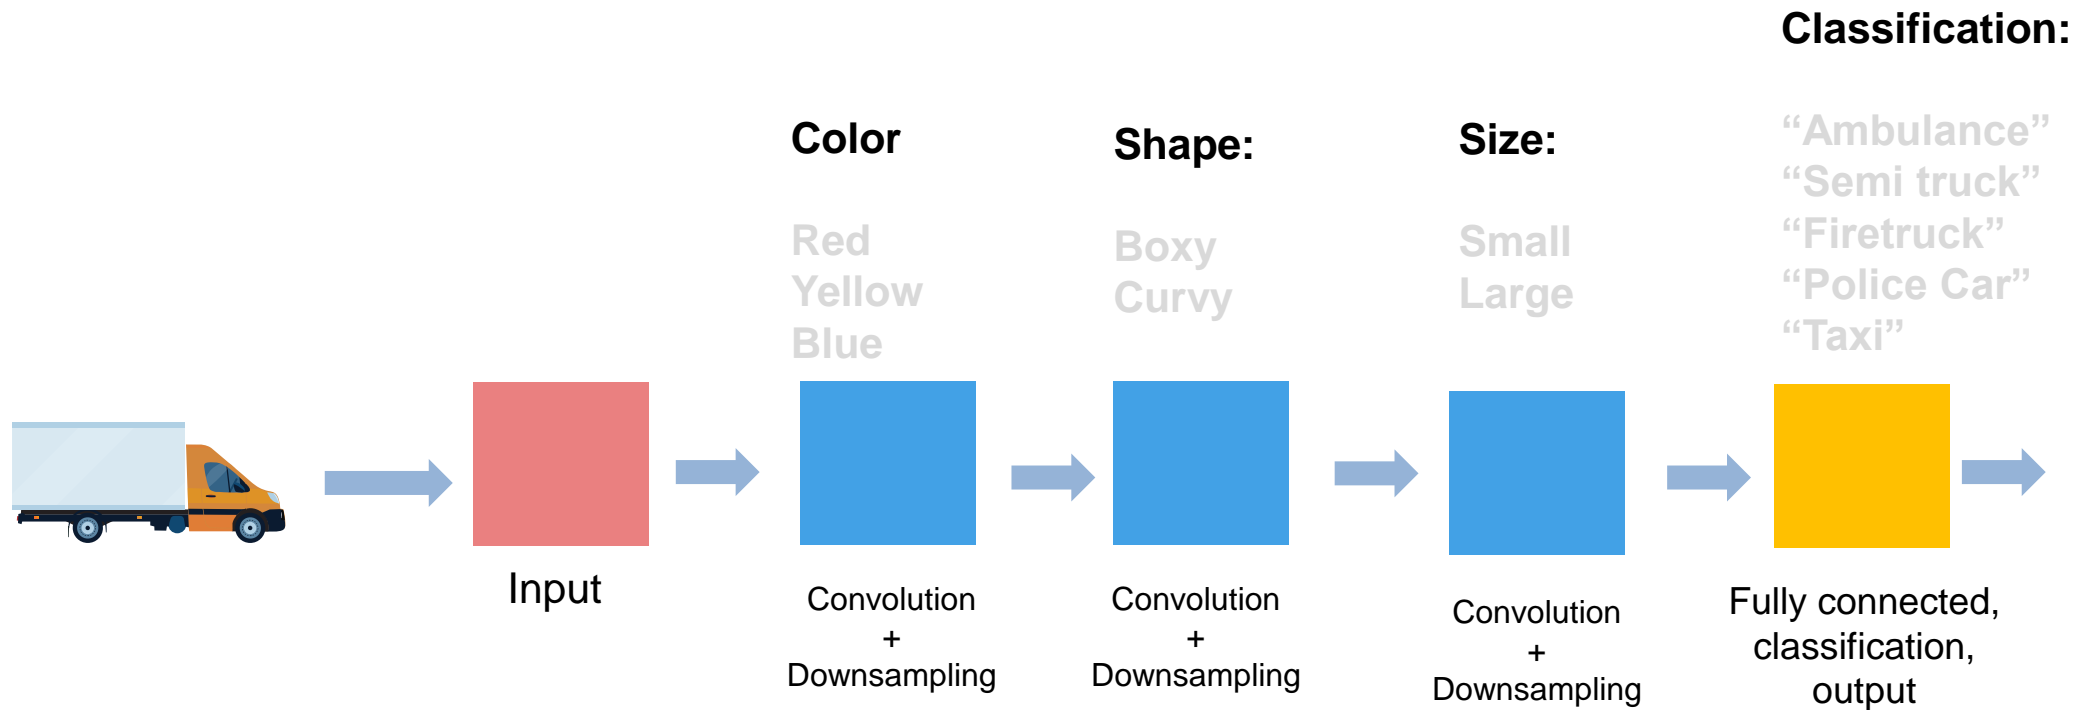 Classification:
“Ambulance”
“Semi truck”
“Firetruck”
“Police Car”
“Taxi”
Color
Red
Yellow
Blue
Shape:
Boxy
Curvy
Size:
Small
Large
Input
Convolution
+
Downsampling
Convolution
+
Downsampling
Convolution
+
Downsampling
Fully connected,
classification,
output